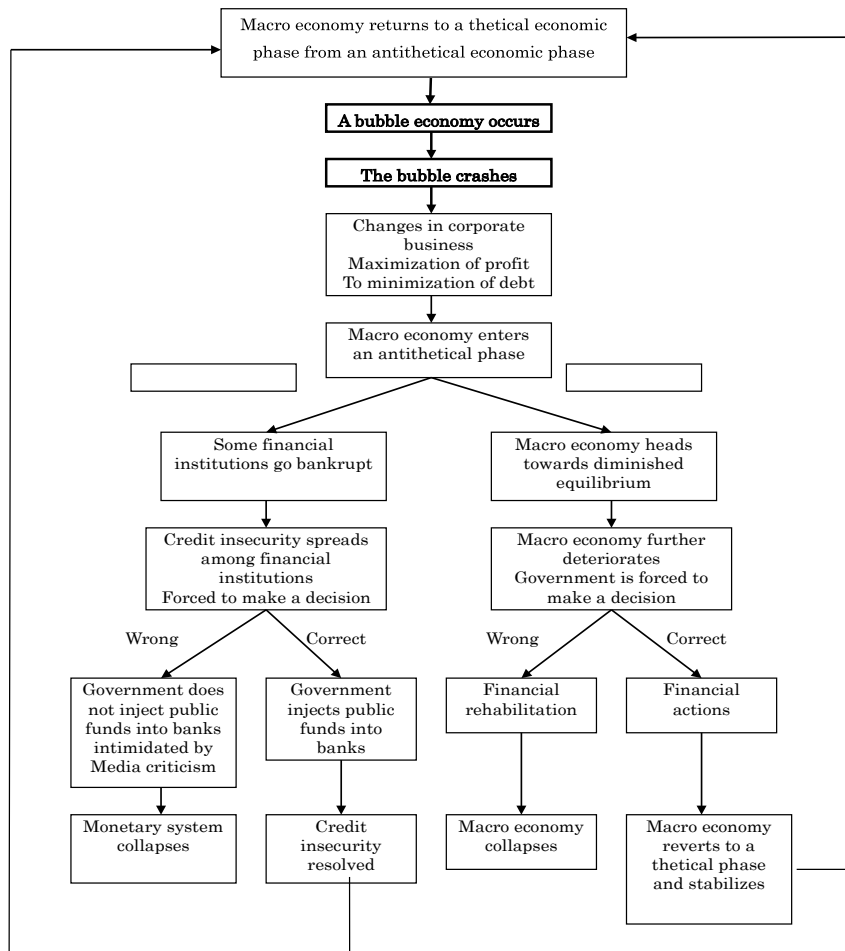 Macro economy returns to a thetical economic
phase from an antithetical economic phase
A bubble economy occurs
The bubble crashes
Changes in corporate
business
Maximization of profit
To minimization of debt
Macro economy enters
an antithetical phase
Some financial
institutions go bankrupt
Macro economy heads
towards diminished
equilibrium
Credit insecurity spreads
among financial
institutions
Forced to make a decision
Macro economy further
deteriorates
Government is forced to
make a decision
Wrong
Correct
Wrong
Correct
Government does
not inject public
funds into banks
intimidated by
Media criticism
Government
injects public
funds into
banks
Financial
rehabilitation
Financial
actions
Monetary system
collapses
Credit
insecurity
resolved
Macro economy
collapses
Macro economy
reverts to a
thetical phase
and stabilizes